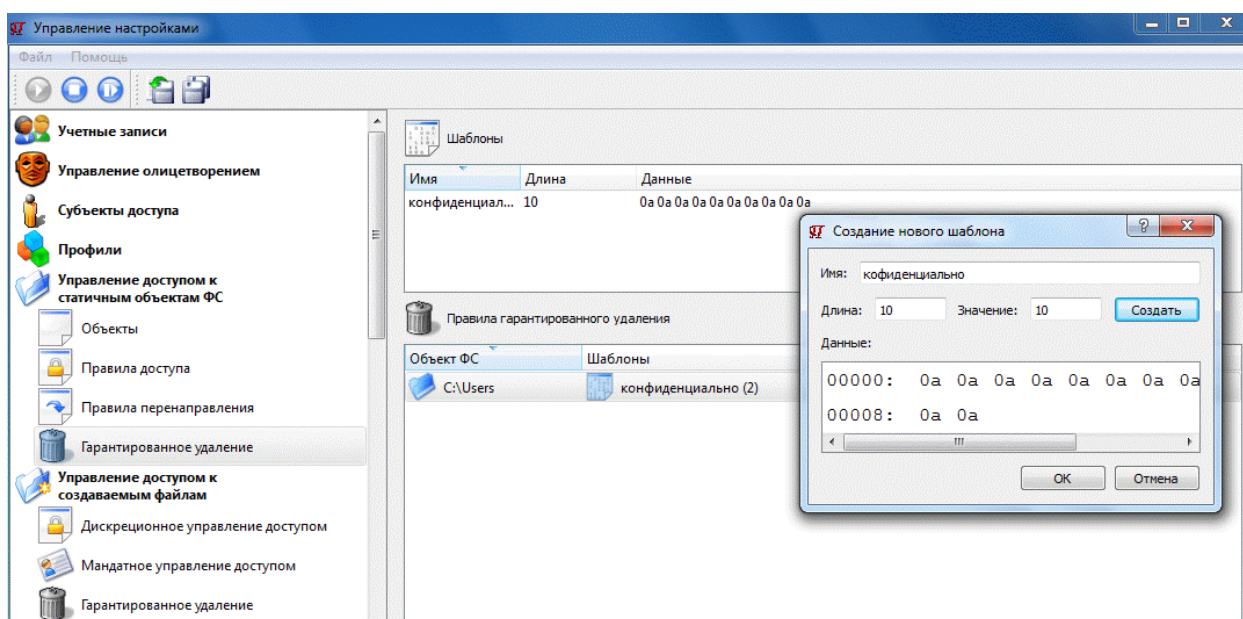 Управление настройками
Файл Помощь
Учетные записи
Управление олицетворением
Субъекты доступа
Профили
Управление доступом к
статичным объектам ФС
Объекты
Правила доступа
Правила перенаправления
Гарантированное удаление
Управление доступом к
создаваемым файлам
Дискреционное управление доступом
Мандатное управление доступом
Гарантированное удаление
Шаблоны
Имя Длина Данные
конфиденциал... 10 0a 0a 0a 0a 0a 0a 0a 0a 0a 0a
Правила гарантированного удаления
Объект ФС Шаблоны
C:\Users конфиденциально (2)
Создание нового шаблона
Имя: кофиденциально
Длина: 10 Значение: 10 Создать
Данные:
00000: 0a 0a 0a 0a 0a 0a 0a 0a
00008: 0a 0a
ОК Отмена